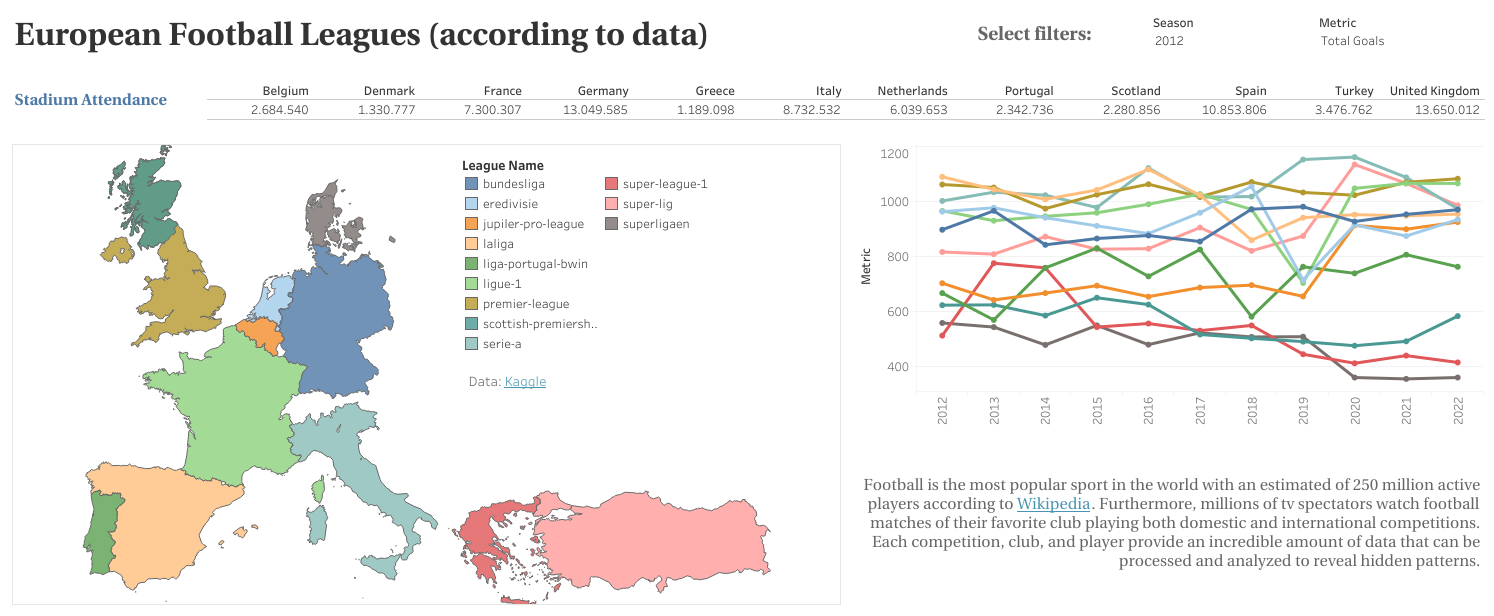 European Football Leagues (according to data)
Select filters:
Season
2012
Metric
Total Goals
Stadium Attendance
Belgium Denmark France Germany Greece Italy Netherlands Portugal Scotland Spain Turkey United Kingdom
2.684.540 1.330.777 7.300.307 13.049.585 1.189.098 8.732.532 6.039.653 2.342.736 2.280.856 10.853.806 3.476.762 13.650.012
League Name
bundesliga
eredivisie
jupiler-pro-league
laliga
liga-portugal-bwin
ligue-1
premier-league
scottish-premiersh..
serie-a
super-league-1
super-lig
superligaen
Data: Kaggle
Metric
1200
1000
800
600
400
2012 2013 2014 2015 2016 2017 2018 2019 2020 2021 2022
Football is the most popular sport in the world with an estimated of 250 million active
players according to Wikipedia. Furthermore, millions of tv spectators watch football
matches of their favorite club playing both domestic and international competitions.
Each competition, club, and player provide an incredible amount of data that can be
processed and analyzed to reveal hidden patterns.